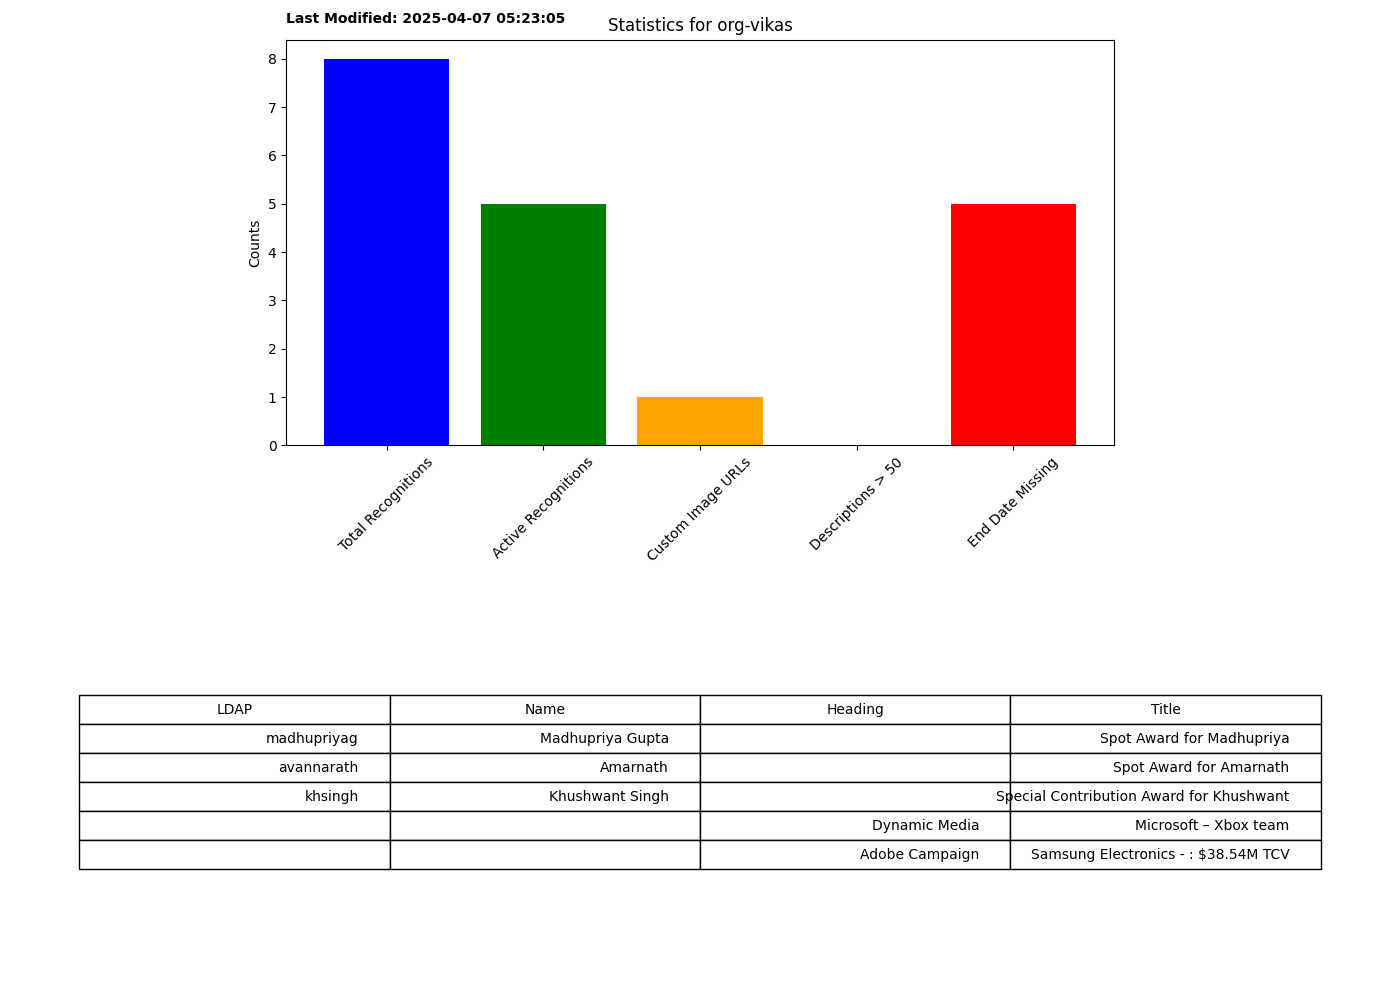 Last Modified: 2025-04-07 05:23:05
Statistics for org-vikas
Counts
8
7
6
5
4
3
2
1
0
Total Recognitions
Active Recognitions
Custom Image URLs
Descriptions > 50
End Date Missing
LDAP Name Heading Title
madhupriyag Madhupriya Gupta Spot Award for Madhupriya
avannarath Amarnath Spot Award for Amarnath
khsingh Khushwant Singh Special Contribution Award for Khushwant
Dynamic Media Microsoft – Xbox team
Adobe Campaign Samsung Electronics - : $38.54M TCV